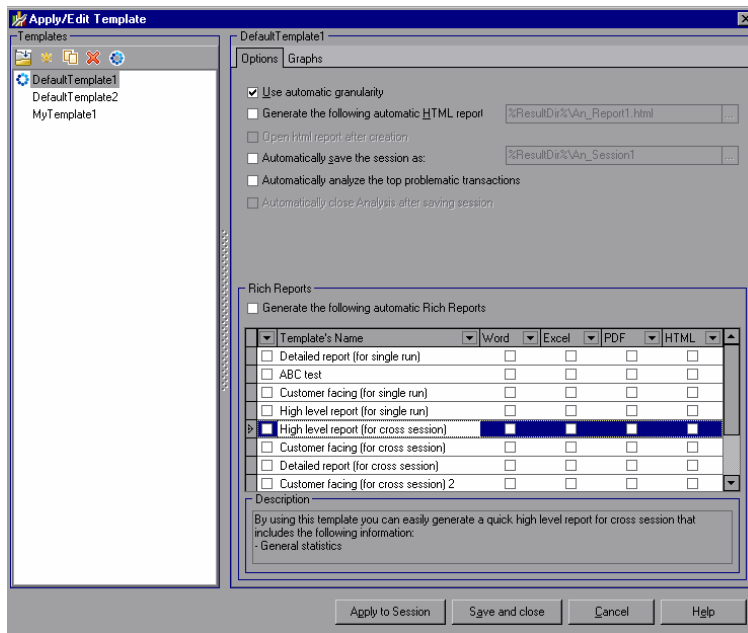 Apply/Edit Template
Templates
DefaultTemplate1
DefaultTemplate2
MyTemplate1
DefaultTemplate1
Options Graphs
Use automatic granularity
Generate the following automatic HTML report %ResultDir%\An_Report1.html ...
Open html report after creation
Automatically save the session as: %ResultDir%\An_Session1 ...
Automatically analyze the top problematic transactions
Automatically close Analysis after saving session
Rich Reports
Generate the following automatic Rich Reports
Template's Name Word Excel PDF HTML
Detailed report (for single run)
ABC test
Customer facing (for single run)
High level report (for single run)
High level report (for cross session)
Customer facing (for cross session)
Detailed report (for cross session)
Customer facing (for cross session) 2
Description
By using this template you can easily generate a quick high level report for cross session that
includes the following information:
- General statistics
Apply to Session Save and close Cancel Help